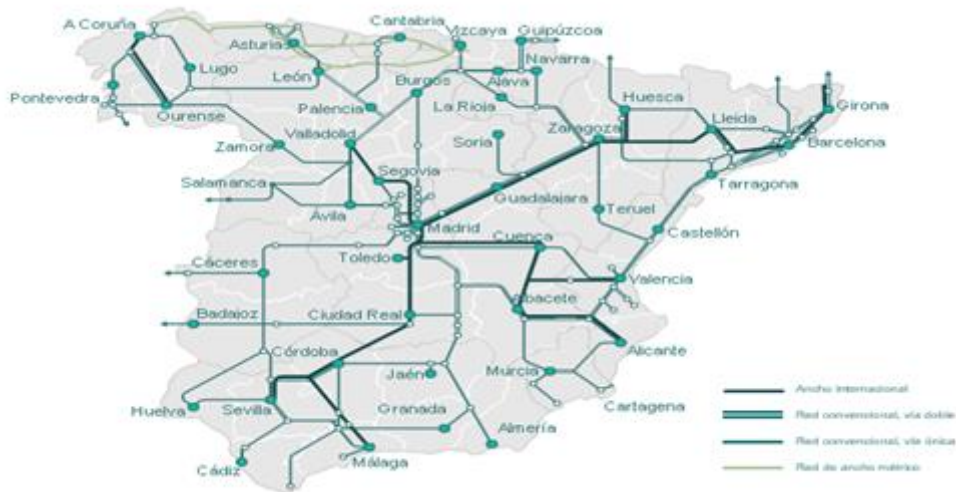 Cantabria
A Coruña
Vizcaya
Guipúzcoa
Asturias
Lugo
León
Alava
Navarra
Burgos
Huesca
Pontevedra
Palencia
La Rioja
Lleida
Girona
Ourense
Valladolid
Zaragoza
Zamora
Soria
Barcelona
Segovia
Salamanca
Tarragona
Guadalajara
Ávila
Teruel
Madrid
Castellón
Cuenca
Toledo
Cáceres
Valencia
Albacete
Badajoz
Ciudad Real
Alicante
Córdoba
Murcia
Jaén
Cartagena
Huelva
Sevilla
Granada
Almería
Cádiz
Málaga
Ancho internacional
Red convencional, vía doble
Red convencional, vía única
Red de ancho métrico